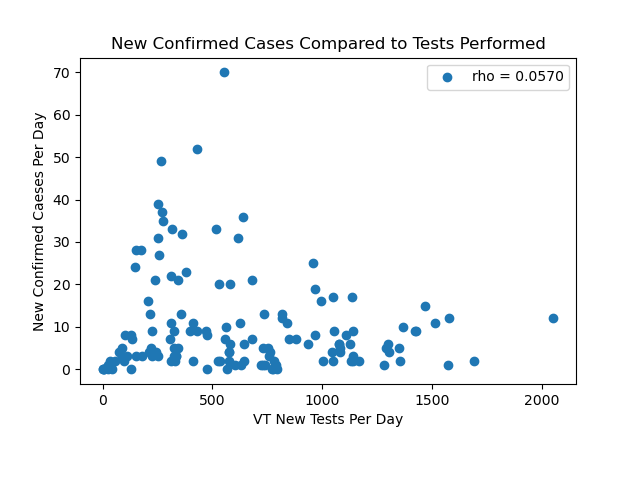 New Confirmed Cases Compared to Tests Performed
rho = 0.0570
70
60
50
40
30
20
10
0
New Confirmed Caeses Per Day
0 500 1000 1500 2000
VT New Tests Per Day